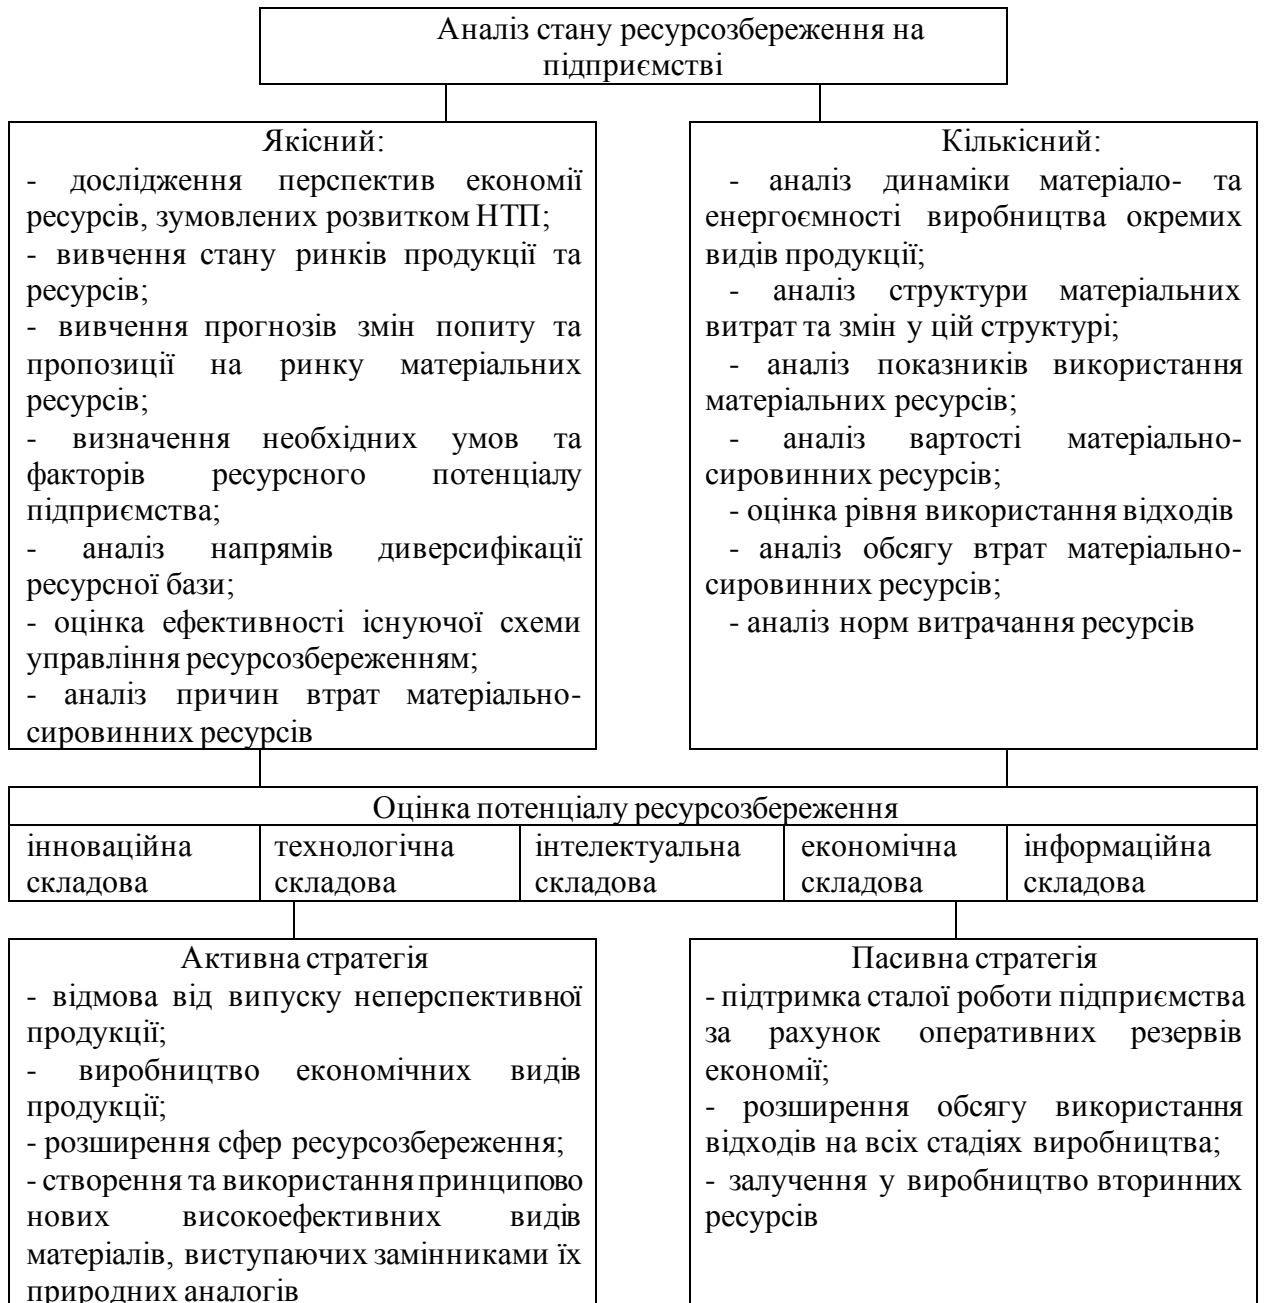 Аналіз стану ресурсозбереження на
підприємстві
Якісний:
- дослідження перспектив економії
ресурсів, зумовлених розвитком НТП;
- вивчення стану ринків продукції та
ресурсів;
- вивчення прогнозів змін попиту та
пропозиції на ринку матеріальних
ресурсів;
- визначення необхідних умов та
факторів ресурсного потенціалу
підприємства;
- аналіз напрямів диверсифікації
ресурсної бази;
- оцінка ефективності існуючої схеми
управління ресурсозбереженням;
- аналіз причин втрат матеріально-
сировинних ресурсів
Кількісний:
- аналіз динаміки матеріало- та
енергоємності виробництва окремих
видів продукції;
- аналіз структури матеріальних
витрат та змін у цій структурі;
- аналіз показників використання
матеріальних ресурсів;
- аналіз вартості матеріально-
сировинних ресурсів;
- оцінка рівня використання відходів
- аналіз обсягу втрат матеріально-
сировинних ресурсів;
- аналіз норм витрачання ресурсів
Оцінка потенціалу ресурсозбереження
інноваційна
складова
технологічна
складова
інтелектуальна
складова
економічна
складова
інформаційна
складова
Активна стратегія
- відмова від випуску неперспективної
продукції;
- виробництво економічних видів
продукції;
- розширення сфер ресурсозбереження;
- створення та використання принципово
нових високоефективних видів
матеріалів, виступаючих замінниками їх
природних аналогів
Пасивна стратегія
- підтримка сталої роботи підприємства
за рахунок оперативних резервів
економії;
- розширення обсягу використання
відходів на всіх стадіях виробництва;
- залучення у виробництво вторинних
ресурсів